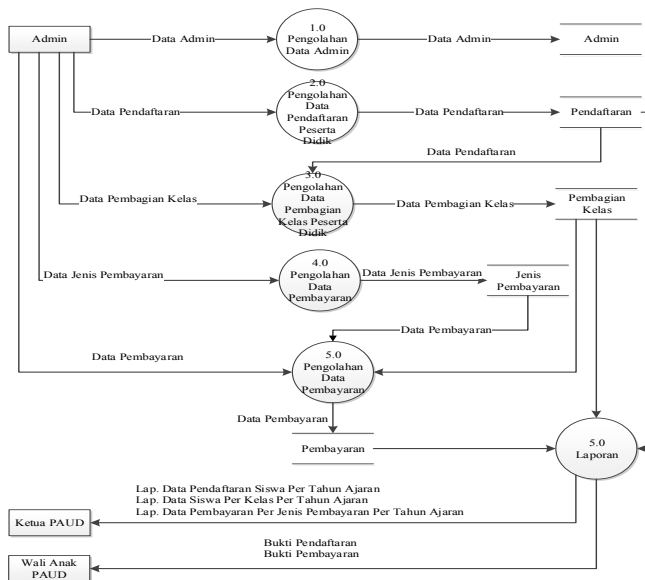 Admin
Data Admin
1.0
Pengolahan
Data Admin
Data Admin
Admin
Data Pendaftaran
2.0
Pengolahan
Data
Pendaftaran
Peserta
Didik
Data Pendaftaran
Pendaftaran
Data Pendaftaran
Data Pembagian Kelas
3.0
Pengolahan
Data
Pembagian
Kelas Peserta
Didik
Data Pembagian Kelas
Pembagian
Kelas
Data Jenis Pembayaran
4.0
Pengolahan
Data
Pembayaran
Data Jenis Pembayaran
Jenis
Pembayaran
Data Pembayaran
Data Pembayaran
5.0
Pengolahan
Data
Pembayaran
Data Pembayaran
Pembayaran
5.0
Laporan
Lap. Data Pendaftaran Siswa Per Tahun Ajaran
Lap. Data Siswa Per Kelas Per Tahun Ajaran
Lap. Data Pembayaran Per Jenis Pembayaran Per Tahun Ajaran
Ketua PAUD
Bukti Pendaftaran
Bukti Pembayaran
Wali Anak
PAUD